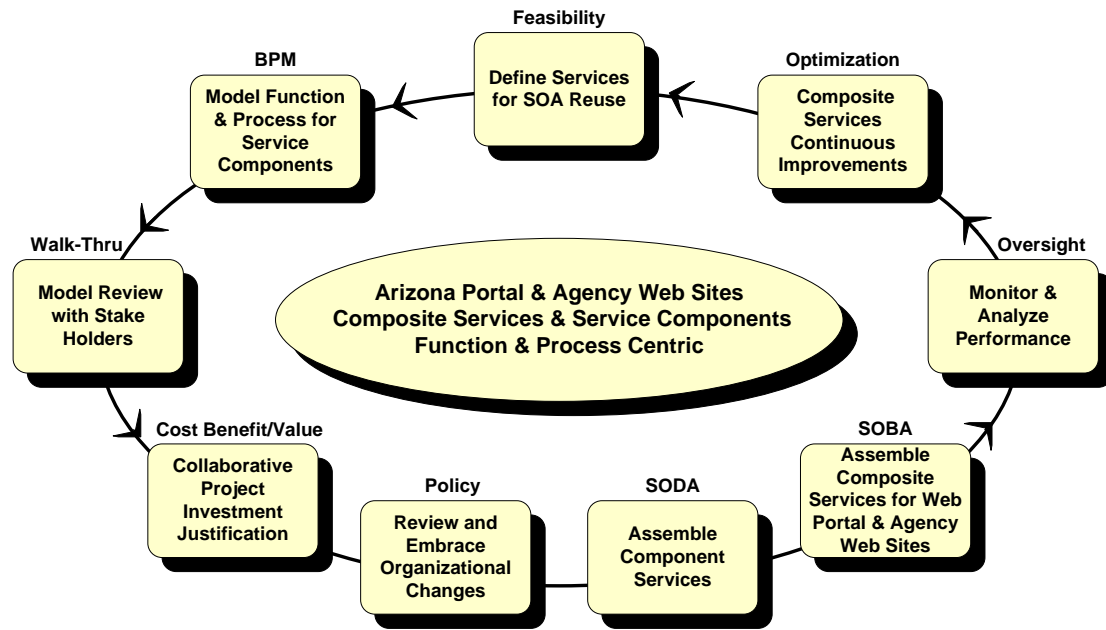 Feasibility
Define Services
for SOA Reuse
BPM
Model Function
& Process for
Service
Components
Optimization
Composite
Services
Continuous
Improvements
Walk-Thru
Model Review
with Stake
Holders
Arizona Portal & Agency Web Sites
Composite Services & Service Components
Function & Process Centric
Oversight
Monitor &
Analyze
Performance
Cost Benefit/Value
Collaborative
Project
Investment
Justification
Policy
Review and
Embrace
Organizational
Changes
SODA
Assemble
Component
Services
SOBA
Assemble
Composite
Services for Web
Portal & Agency
Web Sites